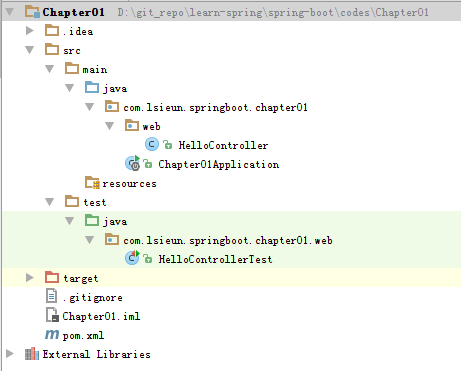 Chapter01 D:\git_repo\learn-spring\spring-boot\codes\Chapter01
.idea
src
main
java
com.lsieun.springboot.chapter01
web
HelloController
Chapter01Application
resources
test
java
com.lsieun.springboot.chapter01.web
HelloControllerTest
target
.gitignore
Chapter01.iml
pom.xml
External Libraries